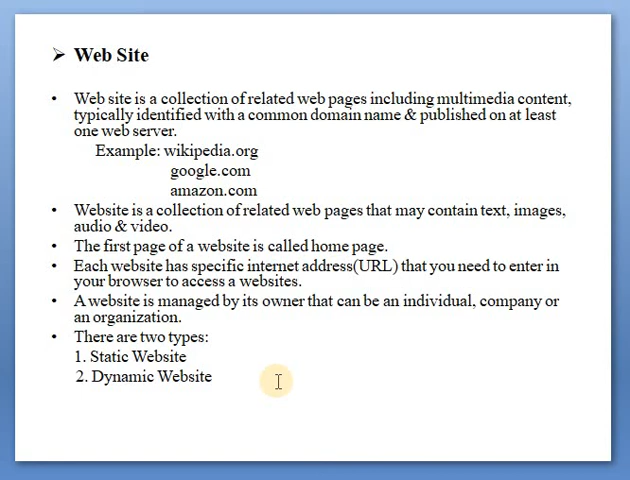 ➢ Web Site
• Web site is a collection of related web pages including multimedia content,
typically identified with a common domain name & published on at least
one web server.
Example: wikipedia.org
google.com
amazon.com
• Website is a collection of related web pages that may contain text, images,
audio & video.
• The first page of a website is called home page.
• Each website has specific internet address(URL) that you need to enter in
your browser to access a websites.
• A website is managed by its owner that can be an individual, company or
an organization.
• There are two types:
1. Static Website
2. Dynamic Website